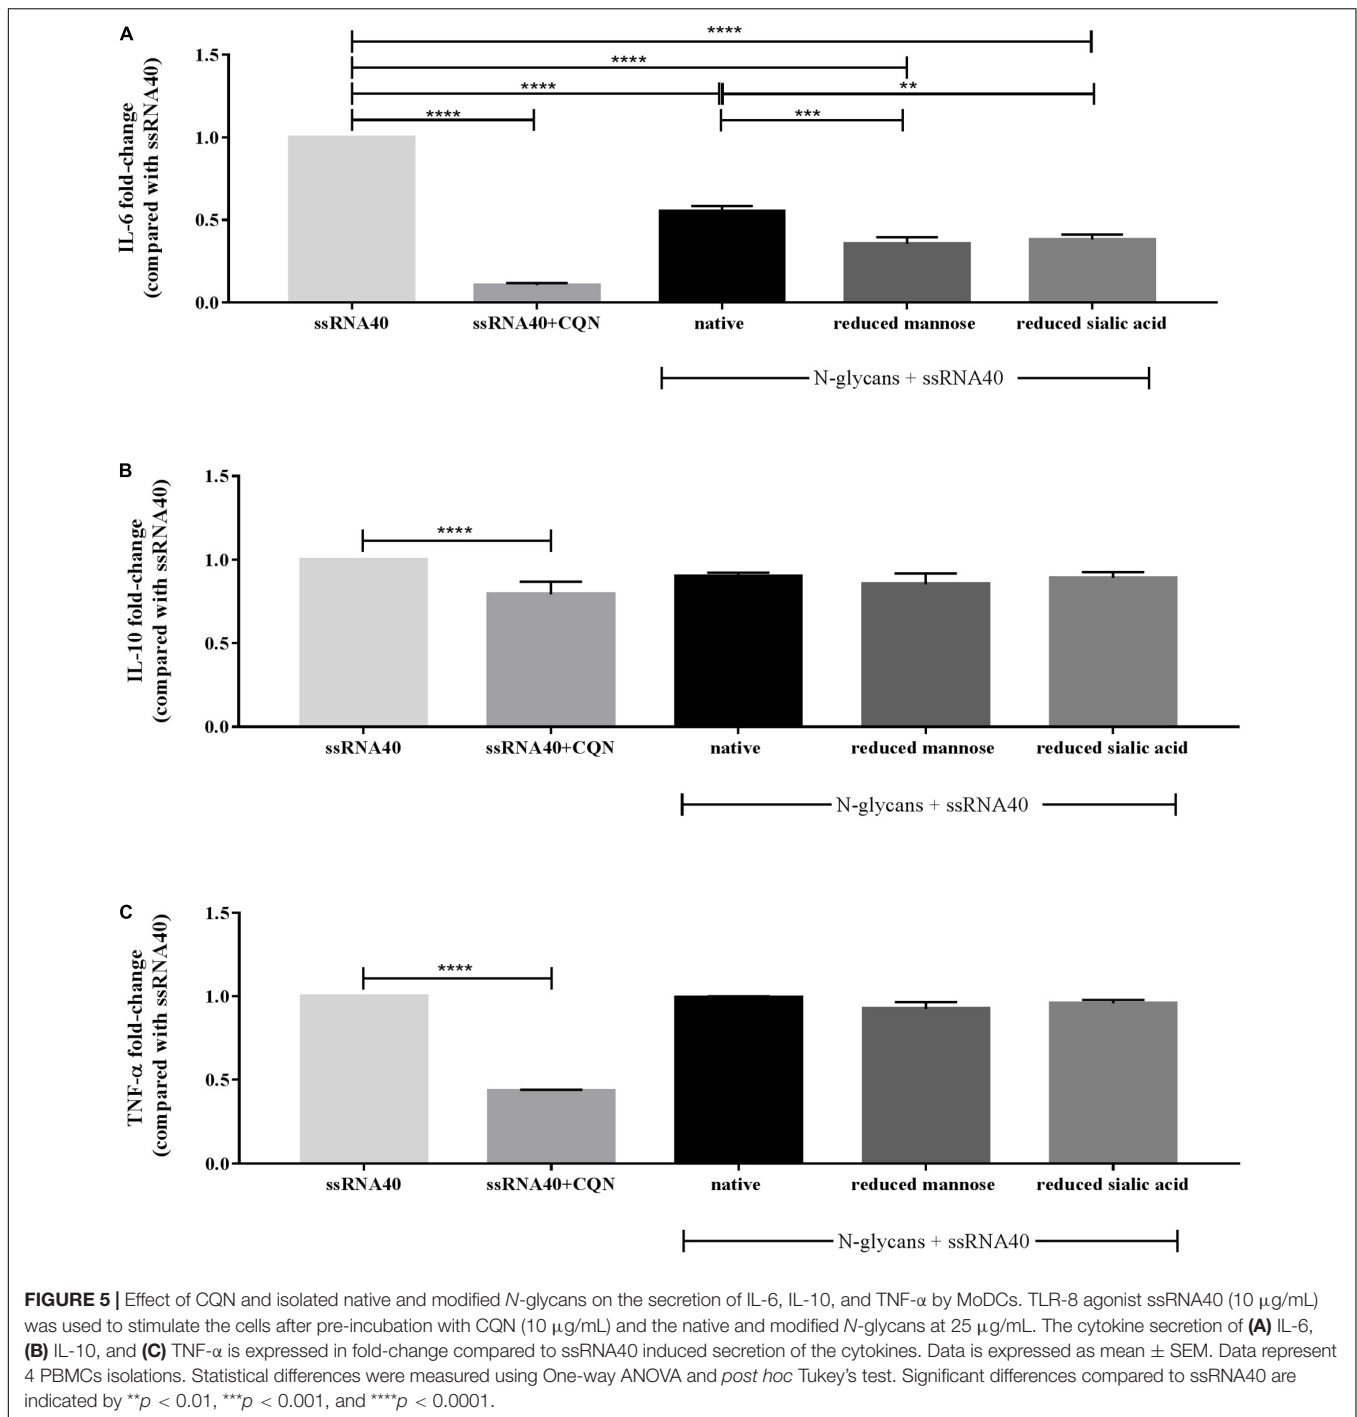 A
****
****
**** **
**** ***
IL-6 fold-change
(compared with ssRNA40)
1.5
1.0
0.5
0.0
ssRNA40 ssRNA40+CQN native reduced mannose reduced sialic acid
N-glycans + ssRNA40
B
IL-10 fold-change
(compared with ssRNA40)
1.5
1.0
0.5
0.0
****
ssRNA40 ssRNA40+CQN native reduced mannose reduced sialic acid
N-glycans + ssRNA40
C
TNF-α fold-change
(compared with ssRNA40)
1.5
1.0
0.5
0.0
****
ssRNA40 ssRNA40+CQN native reduced mannose reduced sialic acid
N-glycans + ssRNA40
FIGURE 5 | Effect of CQN and isolated native and modified N-glycans on the secretion of IL-6, IL-10, and TNF-α by MoDCs. TLR-8 agonist ssRNA40 (10 μg/mL)
was used to stimulate the cells after pre-incubation with CQN (10 μg/mL) and the native and modified N-glycans at 25 μg/mL. The cytokine secretion of (A) IL-6,
(B) IL-10, and (C) TNF-α is expressed in fold-change compared to ssRNA40 induced secretion of the cytokines. Data is expressed as mean ± SEM. Data represent
4 PBMCs isolations. Statistical differences were measured using One-way ANOVA and post hoc Tukey's test. Significant differences compared to ssRNA40 are
indicated by **p < 0.01, ***p < 0.001, and ****p < 0.0001.